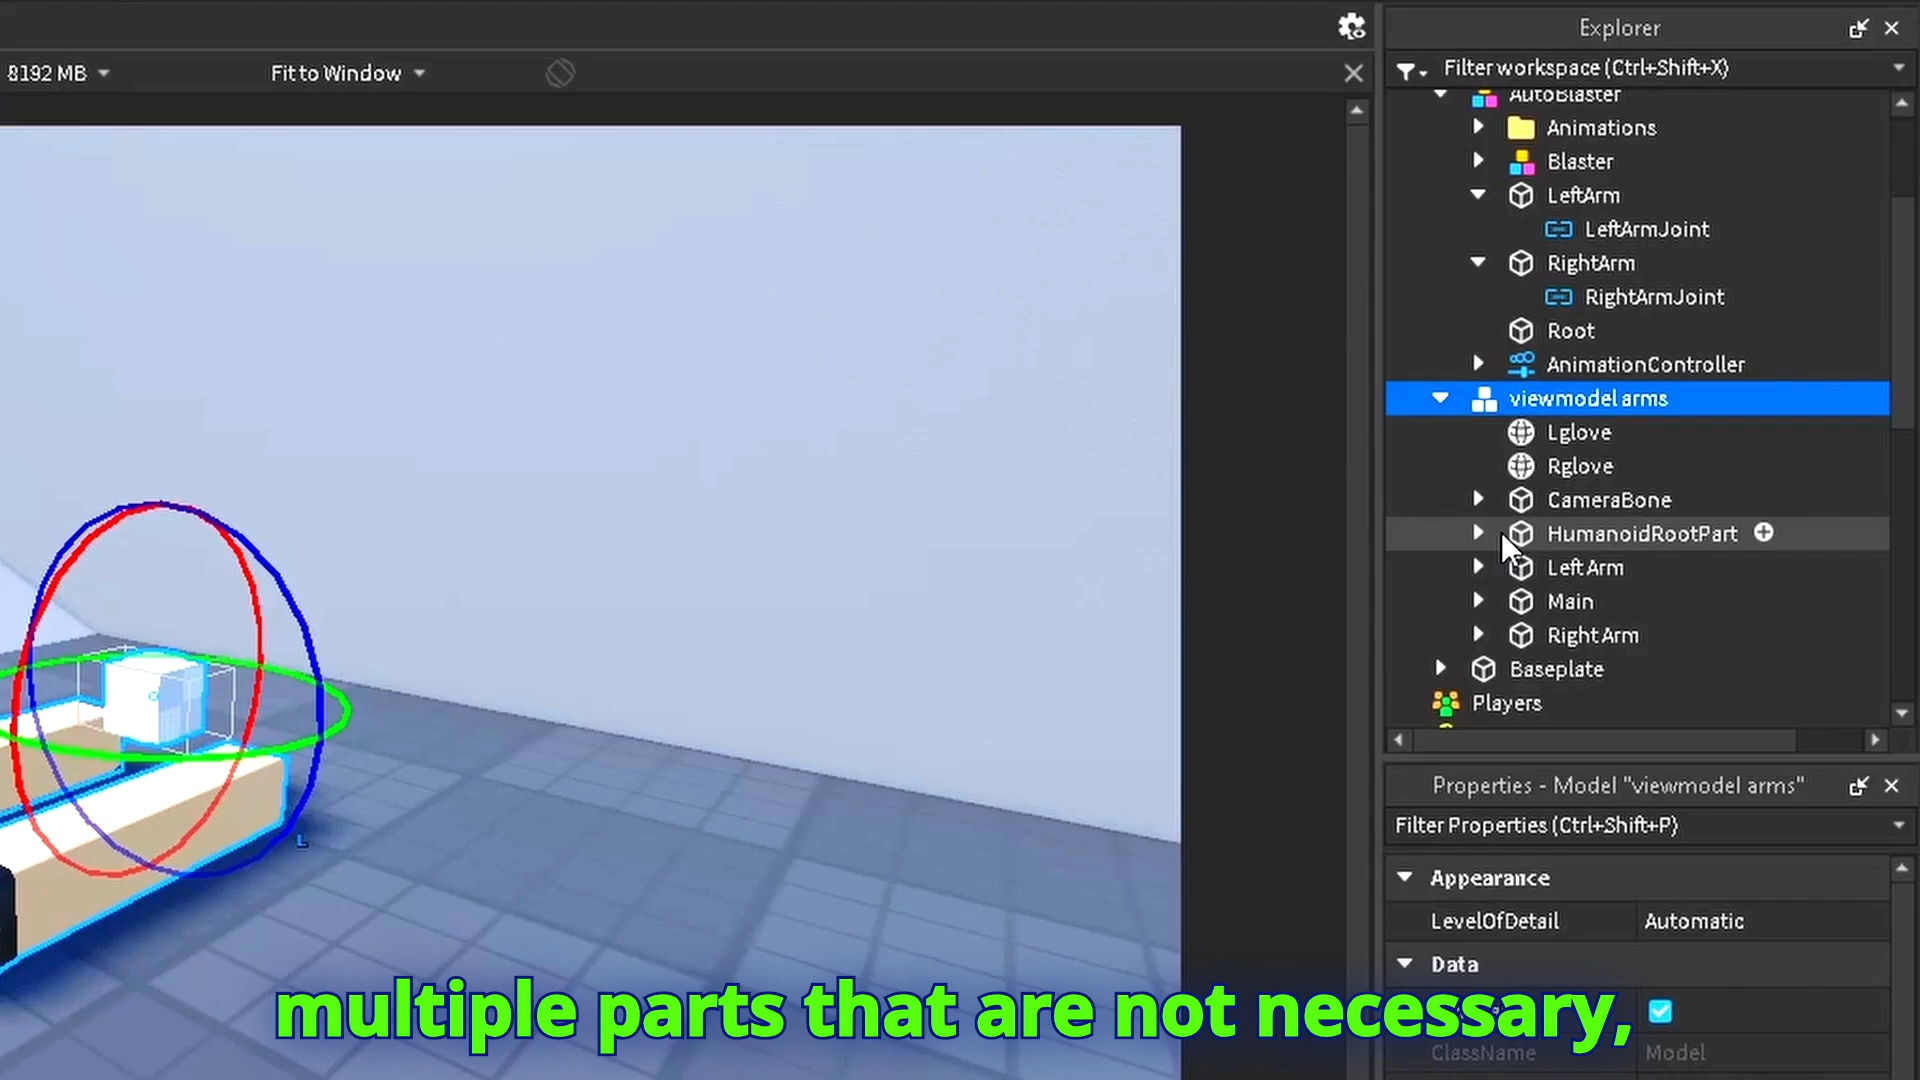 8192 MB
Fit to Window
Explorer
Filter workspace (Ctrl+Shift+X)
AutoBlaster
Animations
Blaster
LeftArm
LeftArmJoint
RightArm
RightArmJoint
Root
AnimationController
viewmodel arms
Lglove
Rglove
CameraBone
HumanoidRootPart
Left Arm
Main
Right Arm
Baseplate
Players
Properties - Model "viewmodel arms"
Filter Properties (Ctrl+Shift+P)
Appearance
LevelOfDetail Automatic
Data
ClassName Model
L
multiple parts that are not necessary,